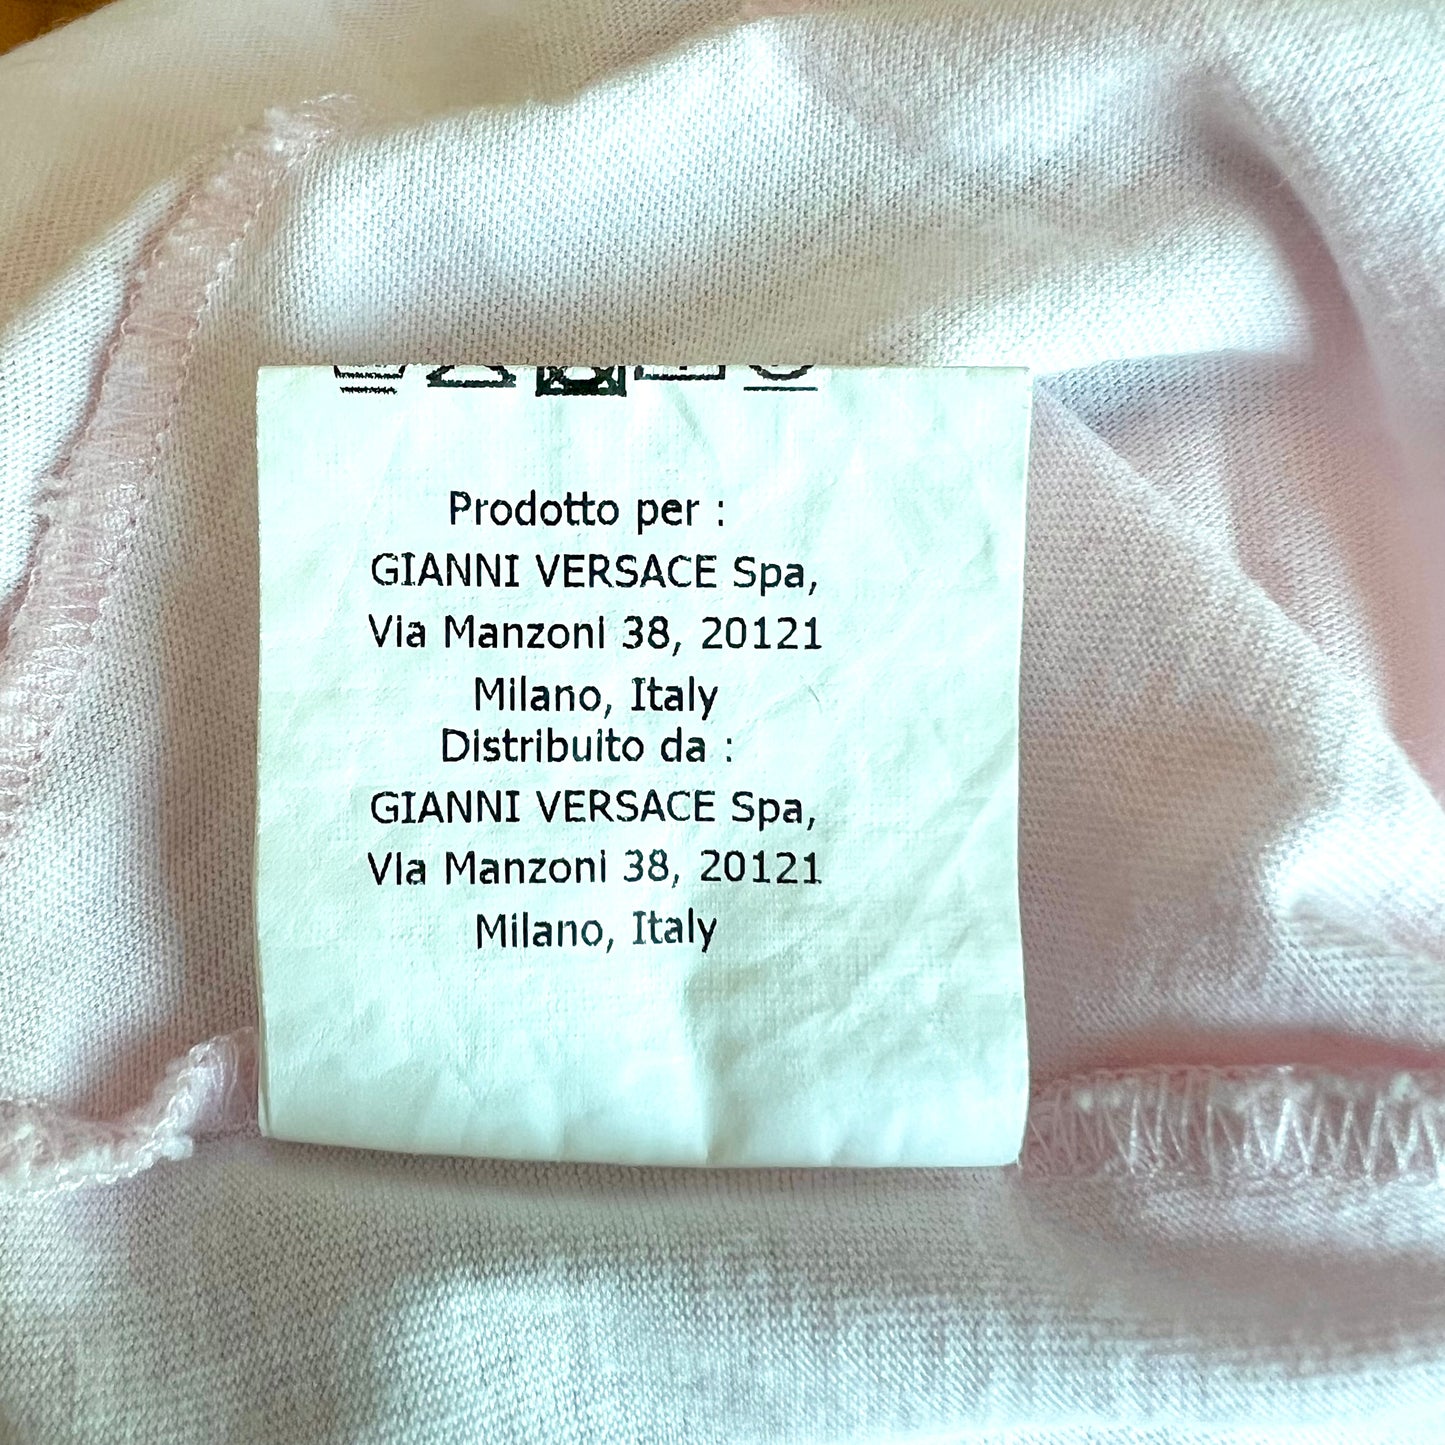 Prodotto per :
GIANNI VERSACE Spa,
Via Manzoni 38, 20121
Milano, Italy
Distribuito da :
GIANNI VERSACE Spa,
Via Manzoni 38, 20121
Milano, Italy